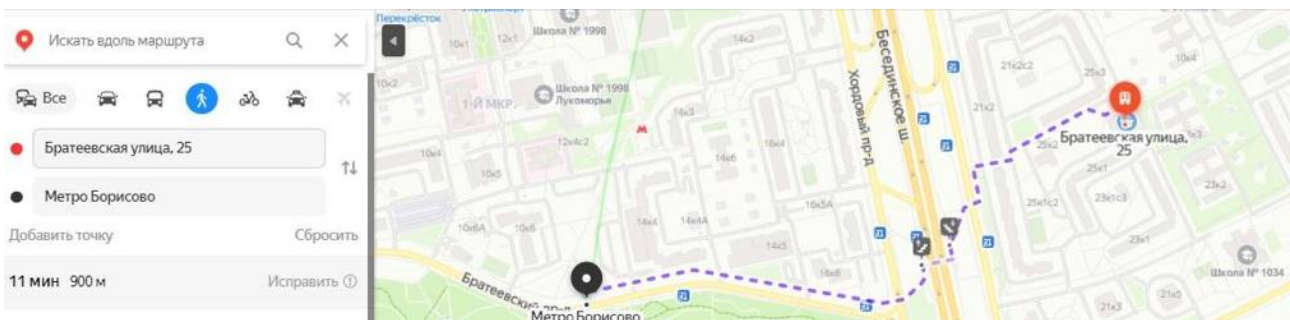 Искать вдоль маршрута
Все
Братеевская улица, 25
Метро Борисово
Добавить точку
Сбросить
11 мин 900 м
Исправить
Перекрёсток
10к1
12к1
Школа № 1998
14к2
10к2
1-Й МКР.
Школа № 1998
Лукоморье
14к3
12к4с2
10к4
14к6
16к4
10к5
10к6А
10к6
14к4
14к4А
16к5А
14к5
16к6
Хордовый пр-д
Бесединское ш.
21к2с2
21к2
25к3
10к4
Братеевская улица,
25
25к2
25к1
25к1с2
23к1с3
23к2
23к1
Школа № 1034
21к3
21к5
Братеевский пр-д
Метро Борисово